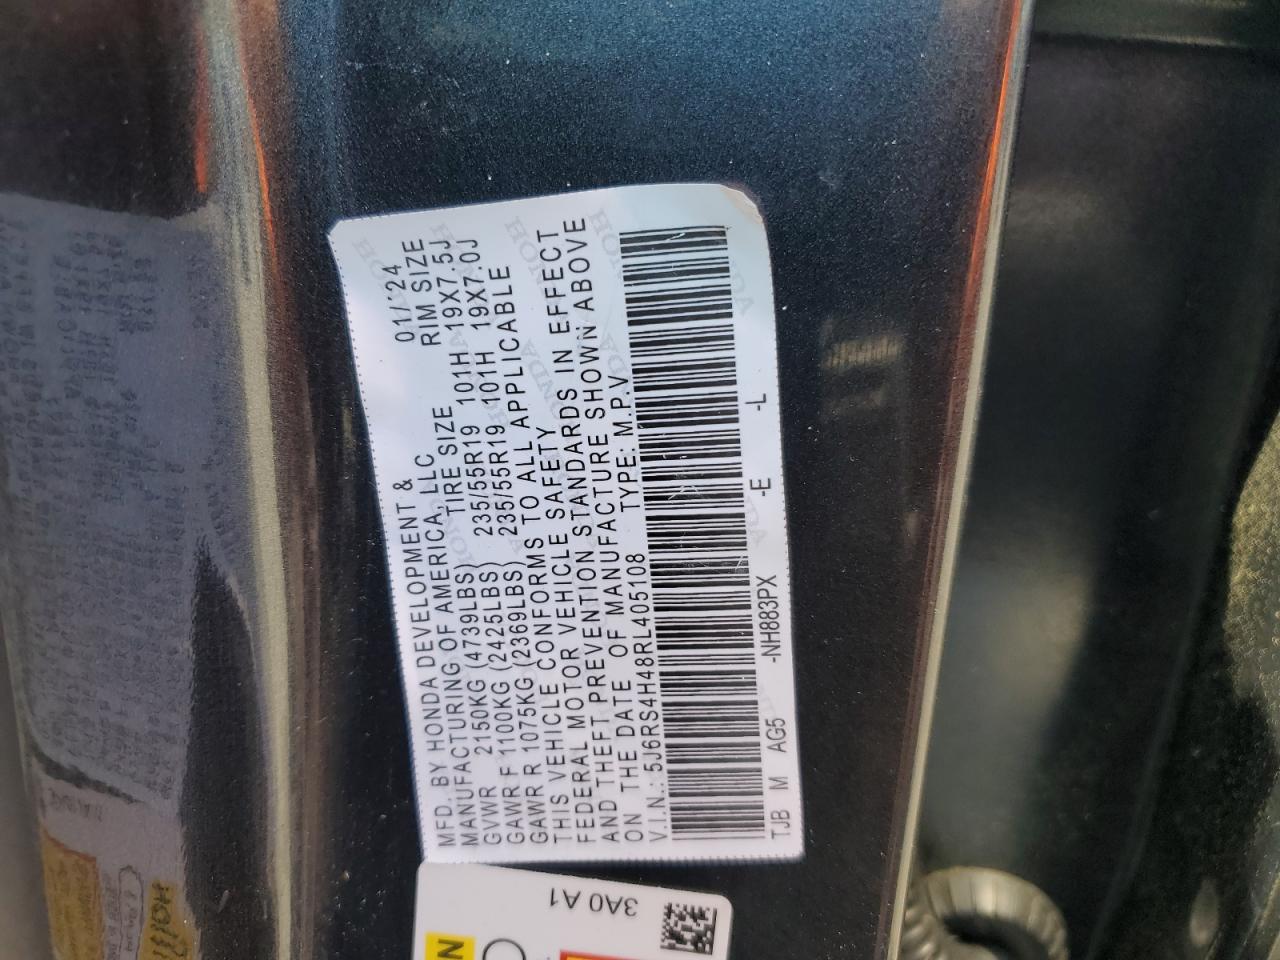 MFD. BY HONDA DEVELOPMENT &
MANUFACTURING OF AMERICA, LLC 01/'24
GVWR 2150KG (4739LBS) TIRE SIZE RIM SIZE
GAWR F 1100KG (2425LBS) 235/55R19 101H 19X7.5J
GAWR R 1075KG (2369LBS) 235/55R19 101H 19X7.0J
THIS VEHICLE CONFORMS TO ALL APPLICABLE
FEDERAL MOTOR VEHICLE SAFETY
AND THEFT PREVENTION STANDARDS IN EFFECT
ON THE DATE OF MANUFACTURE SHOWN ABOVE
V.I.N.: 5J6RS4H48RL405108 TYPE: M.P.V
TJB M AG5 -NH883PX -E -L
3A0 A1